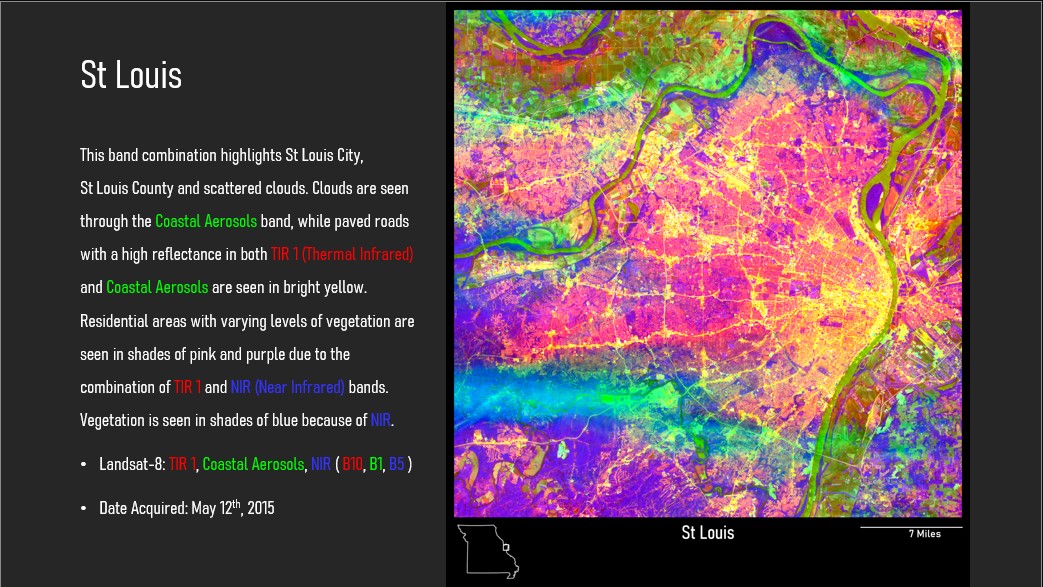 St Louis
This band combination highlights St Louis City,
St Louis County and scattered clouds. Clouds are seen
through the Coastal Aerosols band, while paved roads
with a high reflectance in both TIR 1 (Thermal Infrared)
and Coastal Aerosols are seen in bright yellow.
Residential areas with varying levels of vegetation are
seen in shades of pink and purple due to the
combination of TIR 1 and NIR (Near Infrared) bands.
Vegetation is seen in shades of blue because of NIR.
• Landsat-8: TIR 1, Coastal Aerosols, NIR ( B10, B1, B5 )
• Date Acquired: May 12th, 2015
St Louis
7 Miles